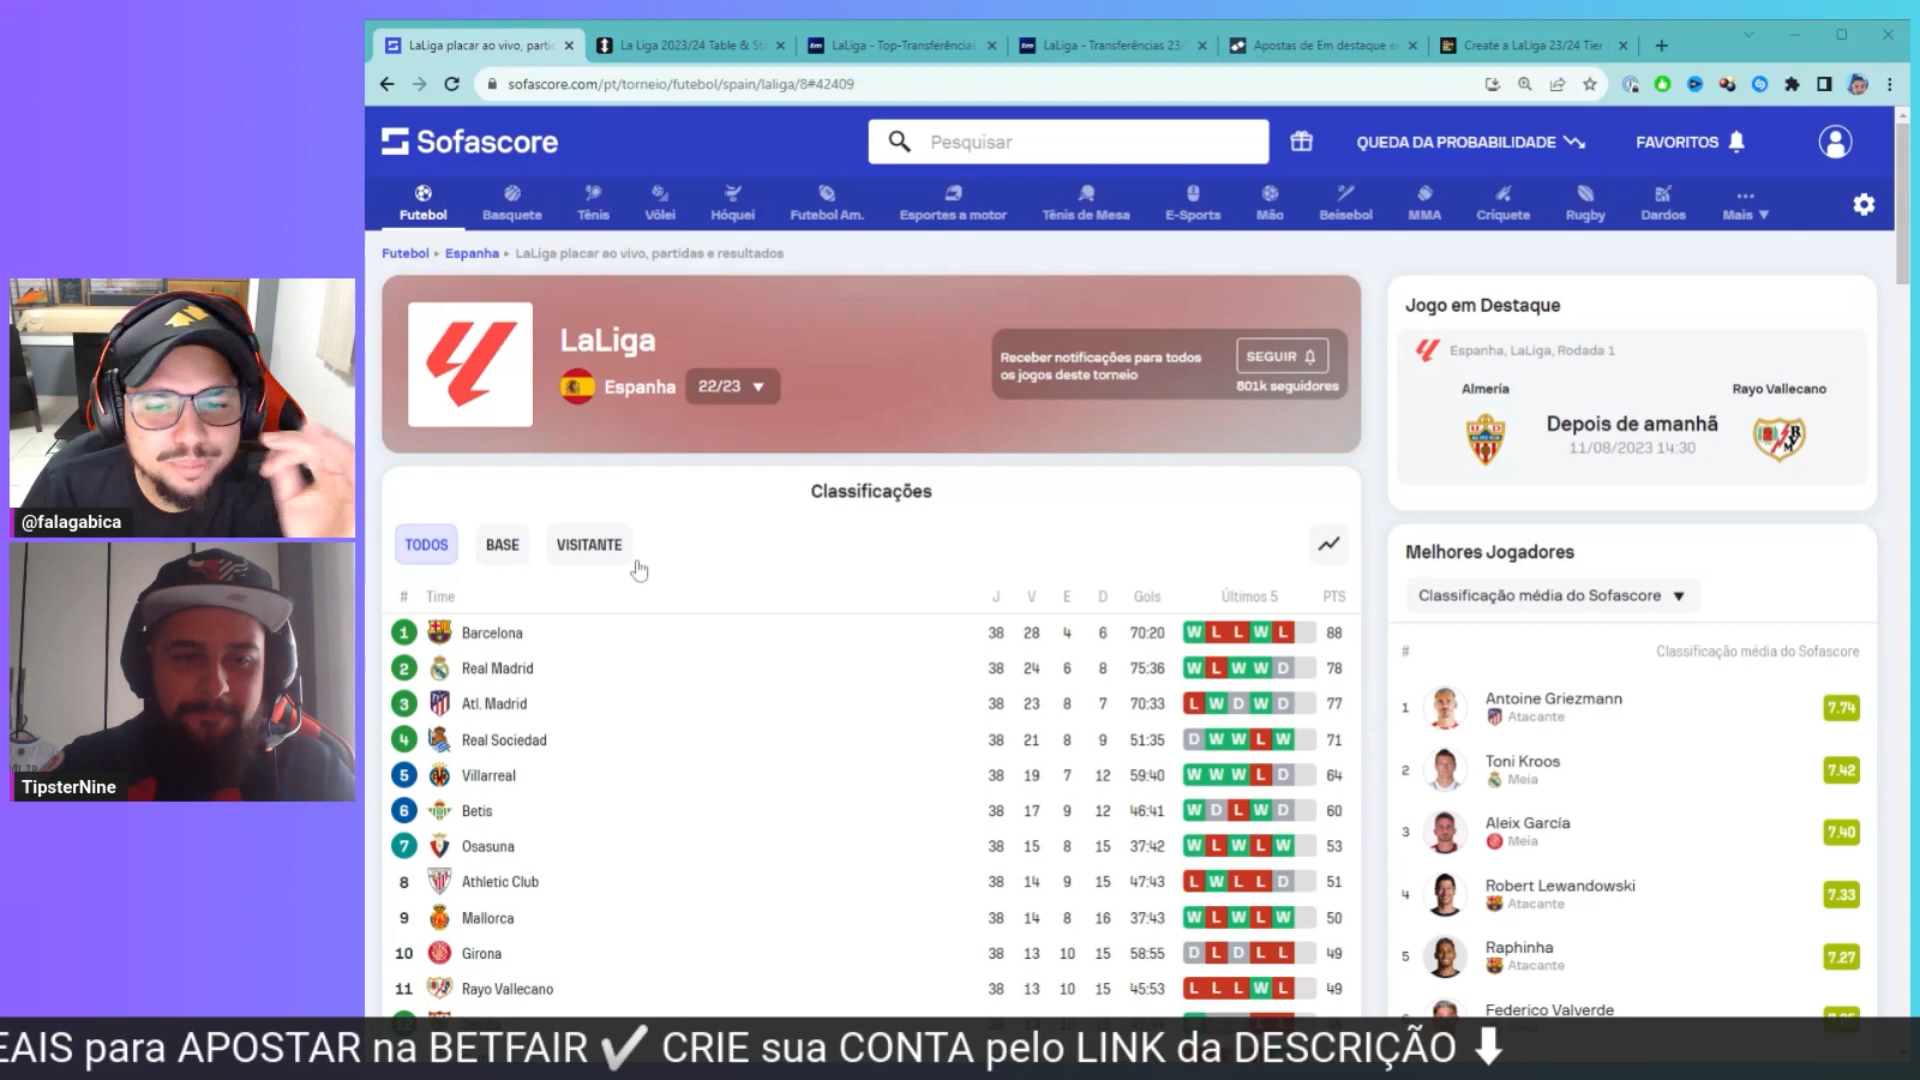 LaLiga placar ao vivo, partic
La Liga 2023/24 Table & St
LaLiga - Top-Transferências
LaLiga - Transferências 23/
Apostas de Em destaque e
Create a LaLiga 23/24 Tier
sofascore.com/pt/torneio/futebol/spain/laliga/8#42409
Sofascore
Pesquisar
QUEDA DA PROBABILIDADE
FAVORITOS
Futebol Basquete Tênis Vôlei Hóquei Futebol Am. Esportes a motor Tênis de Mesa E-Sports Mão Beisebol MMA Críquete Rugby Dardos Mais
Futebol Espanha LaLiga placar ao vivo, partidas e resultados
LaLiga
Espanha 22/23
Receber notificações para todos
os jogos deste torneio
SEGUIR
801k seguidores
Classificações
TODOS BASE VISITANTE
# Time J V E D Gols Últimos 5 PTS
1 Barcelona 38 28 4 6 70:20 W L L W L 88
2 Real Madrid 38 24 6 8 75:36 W L W W D 78
3 Atl. Madrid 38 23 8 7 70:33 L W D W D 77
4 Real Sociedad 38 21 8 9 51:35 D W W L W 71
5 Villarreal 38 19 7 12 59:40 W W W L D 64
6 Betis 38 17 9 12 46:41 W D L W D 60
7 Osasuna 38 15 8 15 37:42 W L W L W 53
8 Athletic Club 38 14 9 15 47:43 L W L L D 51
9 Mallorca 38 14 8 16 37:43 W L W L W 50
10 Girona 38 13 10 15 58:55 D L D L L 49
11 Rayo Vallecano 38 13 10 15 45:53 L L L W L 49
Jogo em Destaque
Espanha, LaLiga, Rodada 1
Almería
Rayo Vallecano
Depois de amanhã
11/08/2023 14:30
Melhores Jogadores
Classificação média do Sofascore
# Classificação média do Sofascore
1 Antoine Griezmann 7.74
Atacante
2 Toni Kroos 7.42
Meia
3 Aleix García 7.40
Meia
4 Robert Lewandowski 7.33
Atacante
5 Raphinha 7.27
Atacante
Federico Valverde
@falagabica
TipsterNine
EAIS para APOSTAR na BETFAIR ✔ CRIE sua CONTA pelo LINK da DESCRIÇÃO ⬇